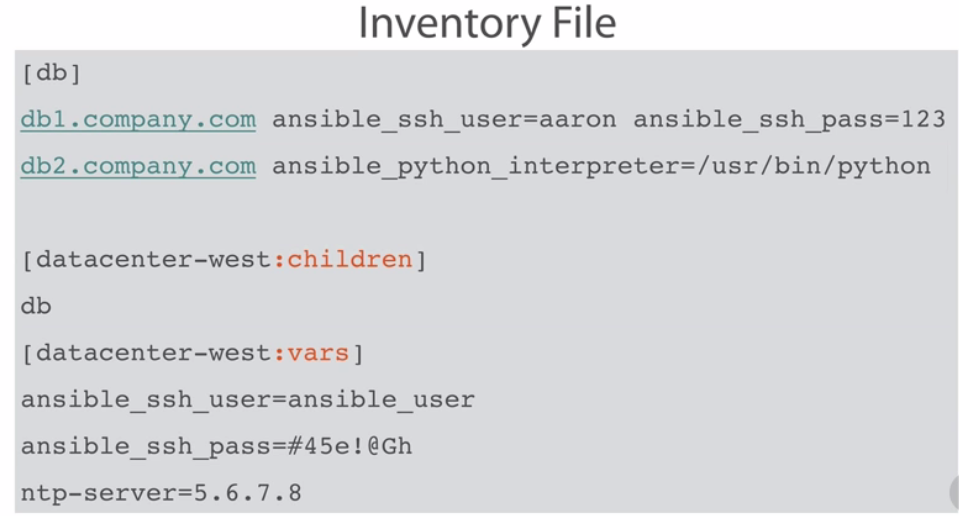 Inventory File
[db]
db1.company.com ansible_ssh_user=aaron ansible_ssh_pass=123
db2.company.com ansible_python_interpreter=/usr/bin/python
[datacenter-west:children]
db
[datacenter-west:vars]
ansible_ssh_user=ansible_user
ansible_ssh_pass=#45e!@Gh
ntp-server=5.6.7.8